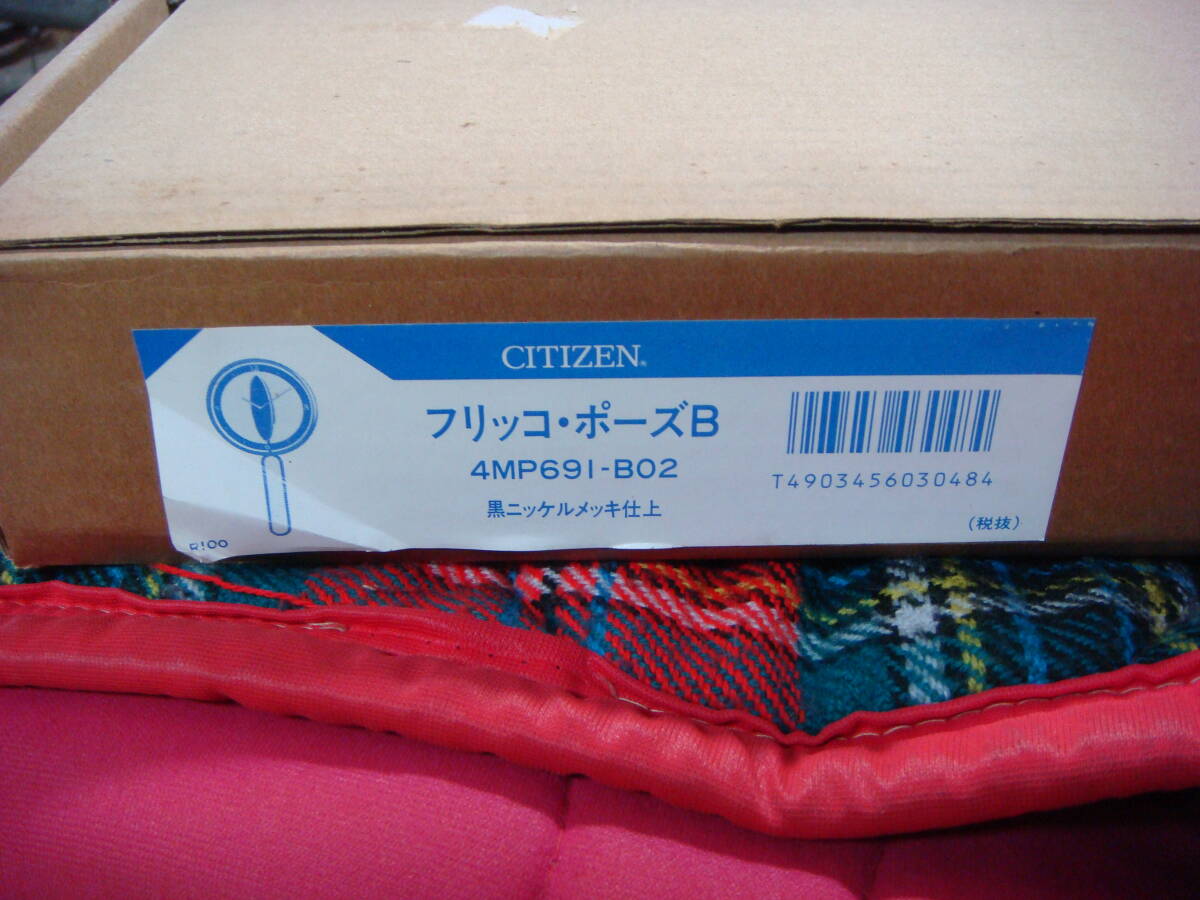 CITIZEN®
フリッコ・ポーズB
4MP691-B02
黒ニッケルメッキ仕上
T4903456030484
(税抜)
R100